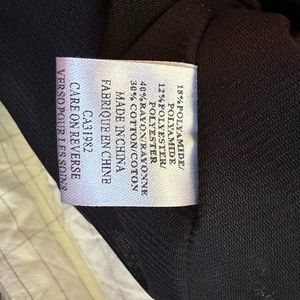 18%POLYAMIDE/
POLYAMIDE
12%POLYESTER/
POLYESTER
40%RAYON/RAYONNE
30%COTTON/COTON
MADE IN CHINA
FABRIQUE EN CHINE
CA31982
CARE ON REVERSE
VERSO POUR LES SOINS